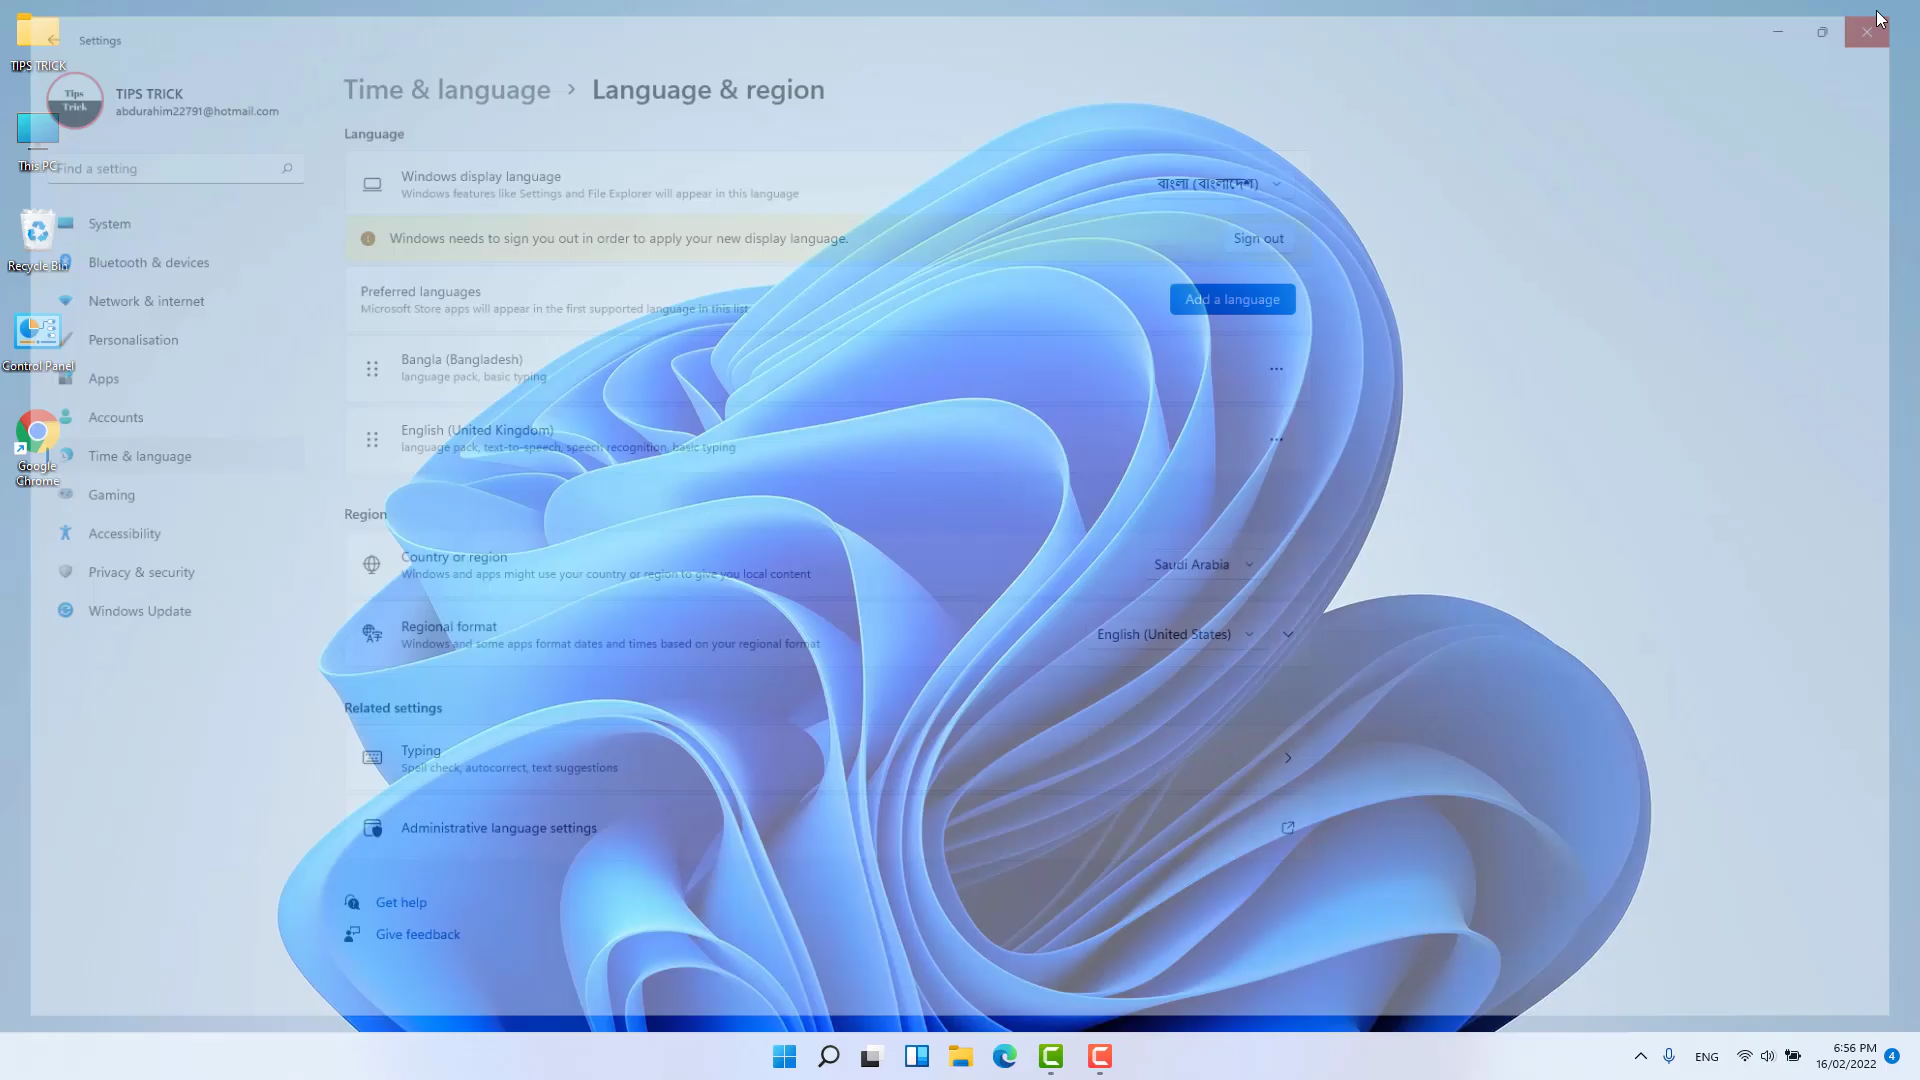 TIPS TRICK
This PC
Recycle Bin
Control Panel
Google
Chrome
Settings
Tips
Trick
TIPS TRICK
abdurahim22791@hotmail.com
Find a setting
System
Bluetooth & devices
Network & internet
Personalisation
Apps
Accounts
Time & language
Gaming
Accessibility
Privacy & security
Windows Update
Time & language > Language & region
Language
Windows display language
Windows features like Settings and File Explorer will appear in this language
বাংলা (বাংলাদেশ)
Windows needs to sign you out in order to apply your new display language.
Sign out
Preferred languages
Microsoft Store apps will appear in the first supported language in this list
Add a language
Bangla (Bangladesh)
language pack, basic typing
English (United Kingdom)
language pack, text-to-speech, speech recognition, basic typing
Region
Country or region
Windows and apps might use your country or region to give you local content
Saudi Arabia
Regional format
Windows and some apps format dates and times based on your regional format
English (United States)
Related settings
Typing
Spell check, autocorrect, text suggestions
Administrative language settings
Get help
Give feedback
ENG
6:56 PM
16/02/2022
4